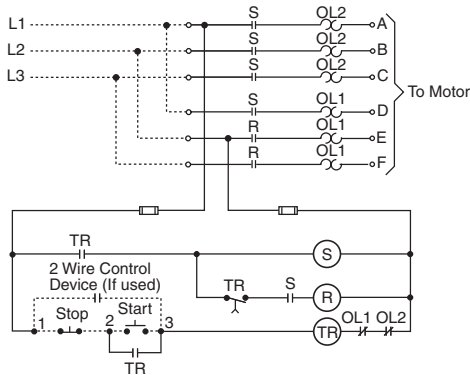 L1 S OL2 A
L2 S OL2 B
L3 S OL2 C
To Motor
S OL1 D
R OL1 E
R OL1 F
TR S
2 Wire Control
Device (If used)
TR S R
1 Stop 2 Start 3 TR OL1 OL2
TR